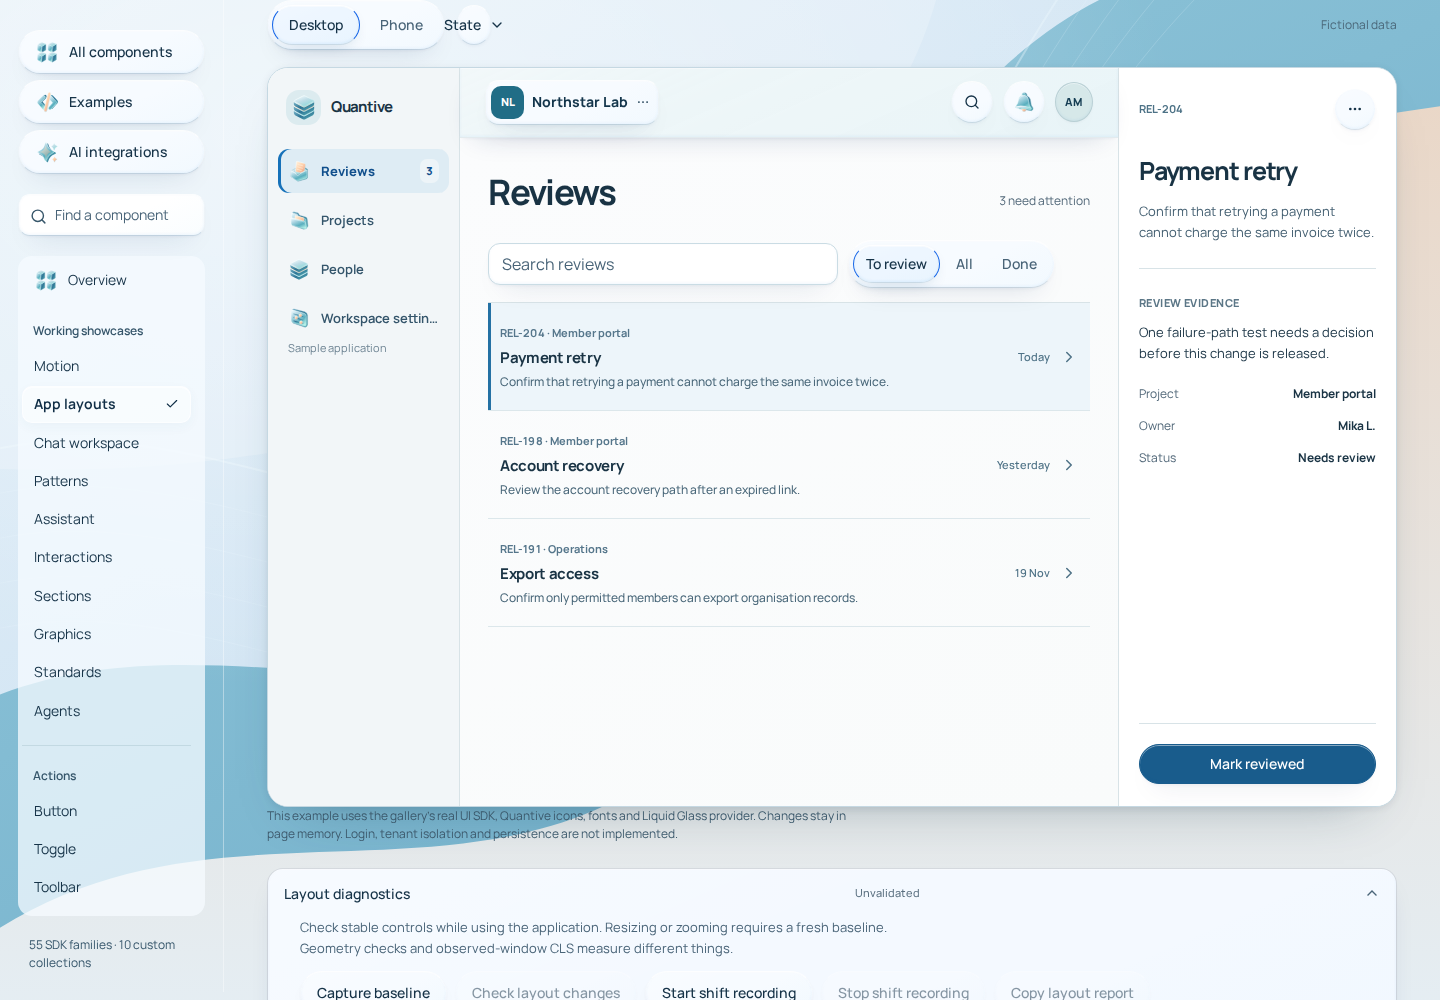 All components
Examples
AI integrations
Find a component
Overview
Working showcases
Motion
App layouts
Chat workspace
Patterns
Assistant
Interactions
Sections
Graphics
Standards
Agents
Actions
Button
Toggle
Toolbar
55 SDK families · 10 custom
collections
Desktop
Phone
State
Fictional data
Quantive
Reviews 3
Projects
People
Workspace settin…
Sample application
NL Northstar Lab
AM
Reviews
3 need attention
Search reviews
To review
All
Done
REL-204 · Member portal
Payment retry
Today
Confirm that retrying a payment cannot charge the same invoice twice.
REL-198 · Member portal
Account recovery
Yesterday
Review the account recovery path after an expired link.
REL-191 · Operations
Export access
19 Nov
Confirm only permitted members can export organisation records.
REL-204
Payment retry
Confirm that retrying a payment
cannot charge the same invoice twice.
REVIEW EVIDENCE
One failure-path test needs a decision
before this change is released.
Project Member portal
Owner Mika L.
Status Needs review
Mark reviewed
This example uses the gallery's real UI SDK, Quantive icons, fonts and Liquid Glass provider. Changes stay in
page memory. Login, tenant isolation and persistence are not implemented.
Layout diagnostics
Unvalidated
Check stable controls while using the application. Resizing or zooming requires a fresh baseline.
Geometry checks and observed-window CLS measure different things.
Capture baseline
Check layout changes
Start shift recording
Stop shift recording
Copy layout report